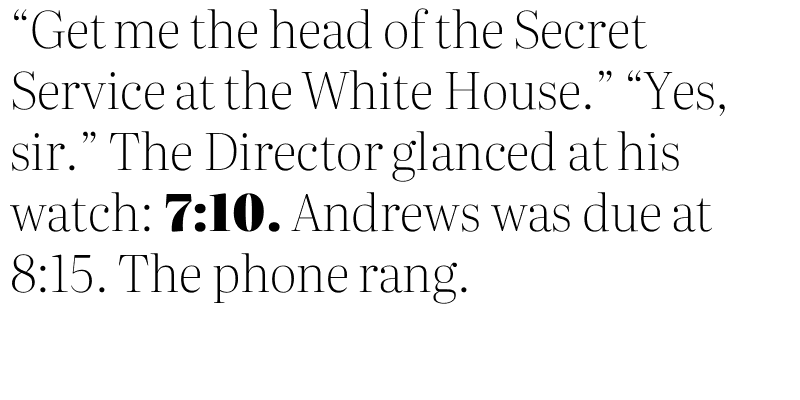 “Get me the head of the Secret
Service at the White House.” “Yes,
sir.” The Director glanced at his
watch: 7:10. Andrews was due at
8:15. The phone rang.